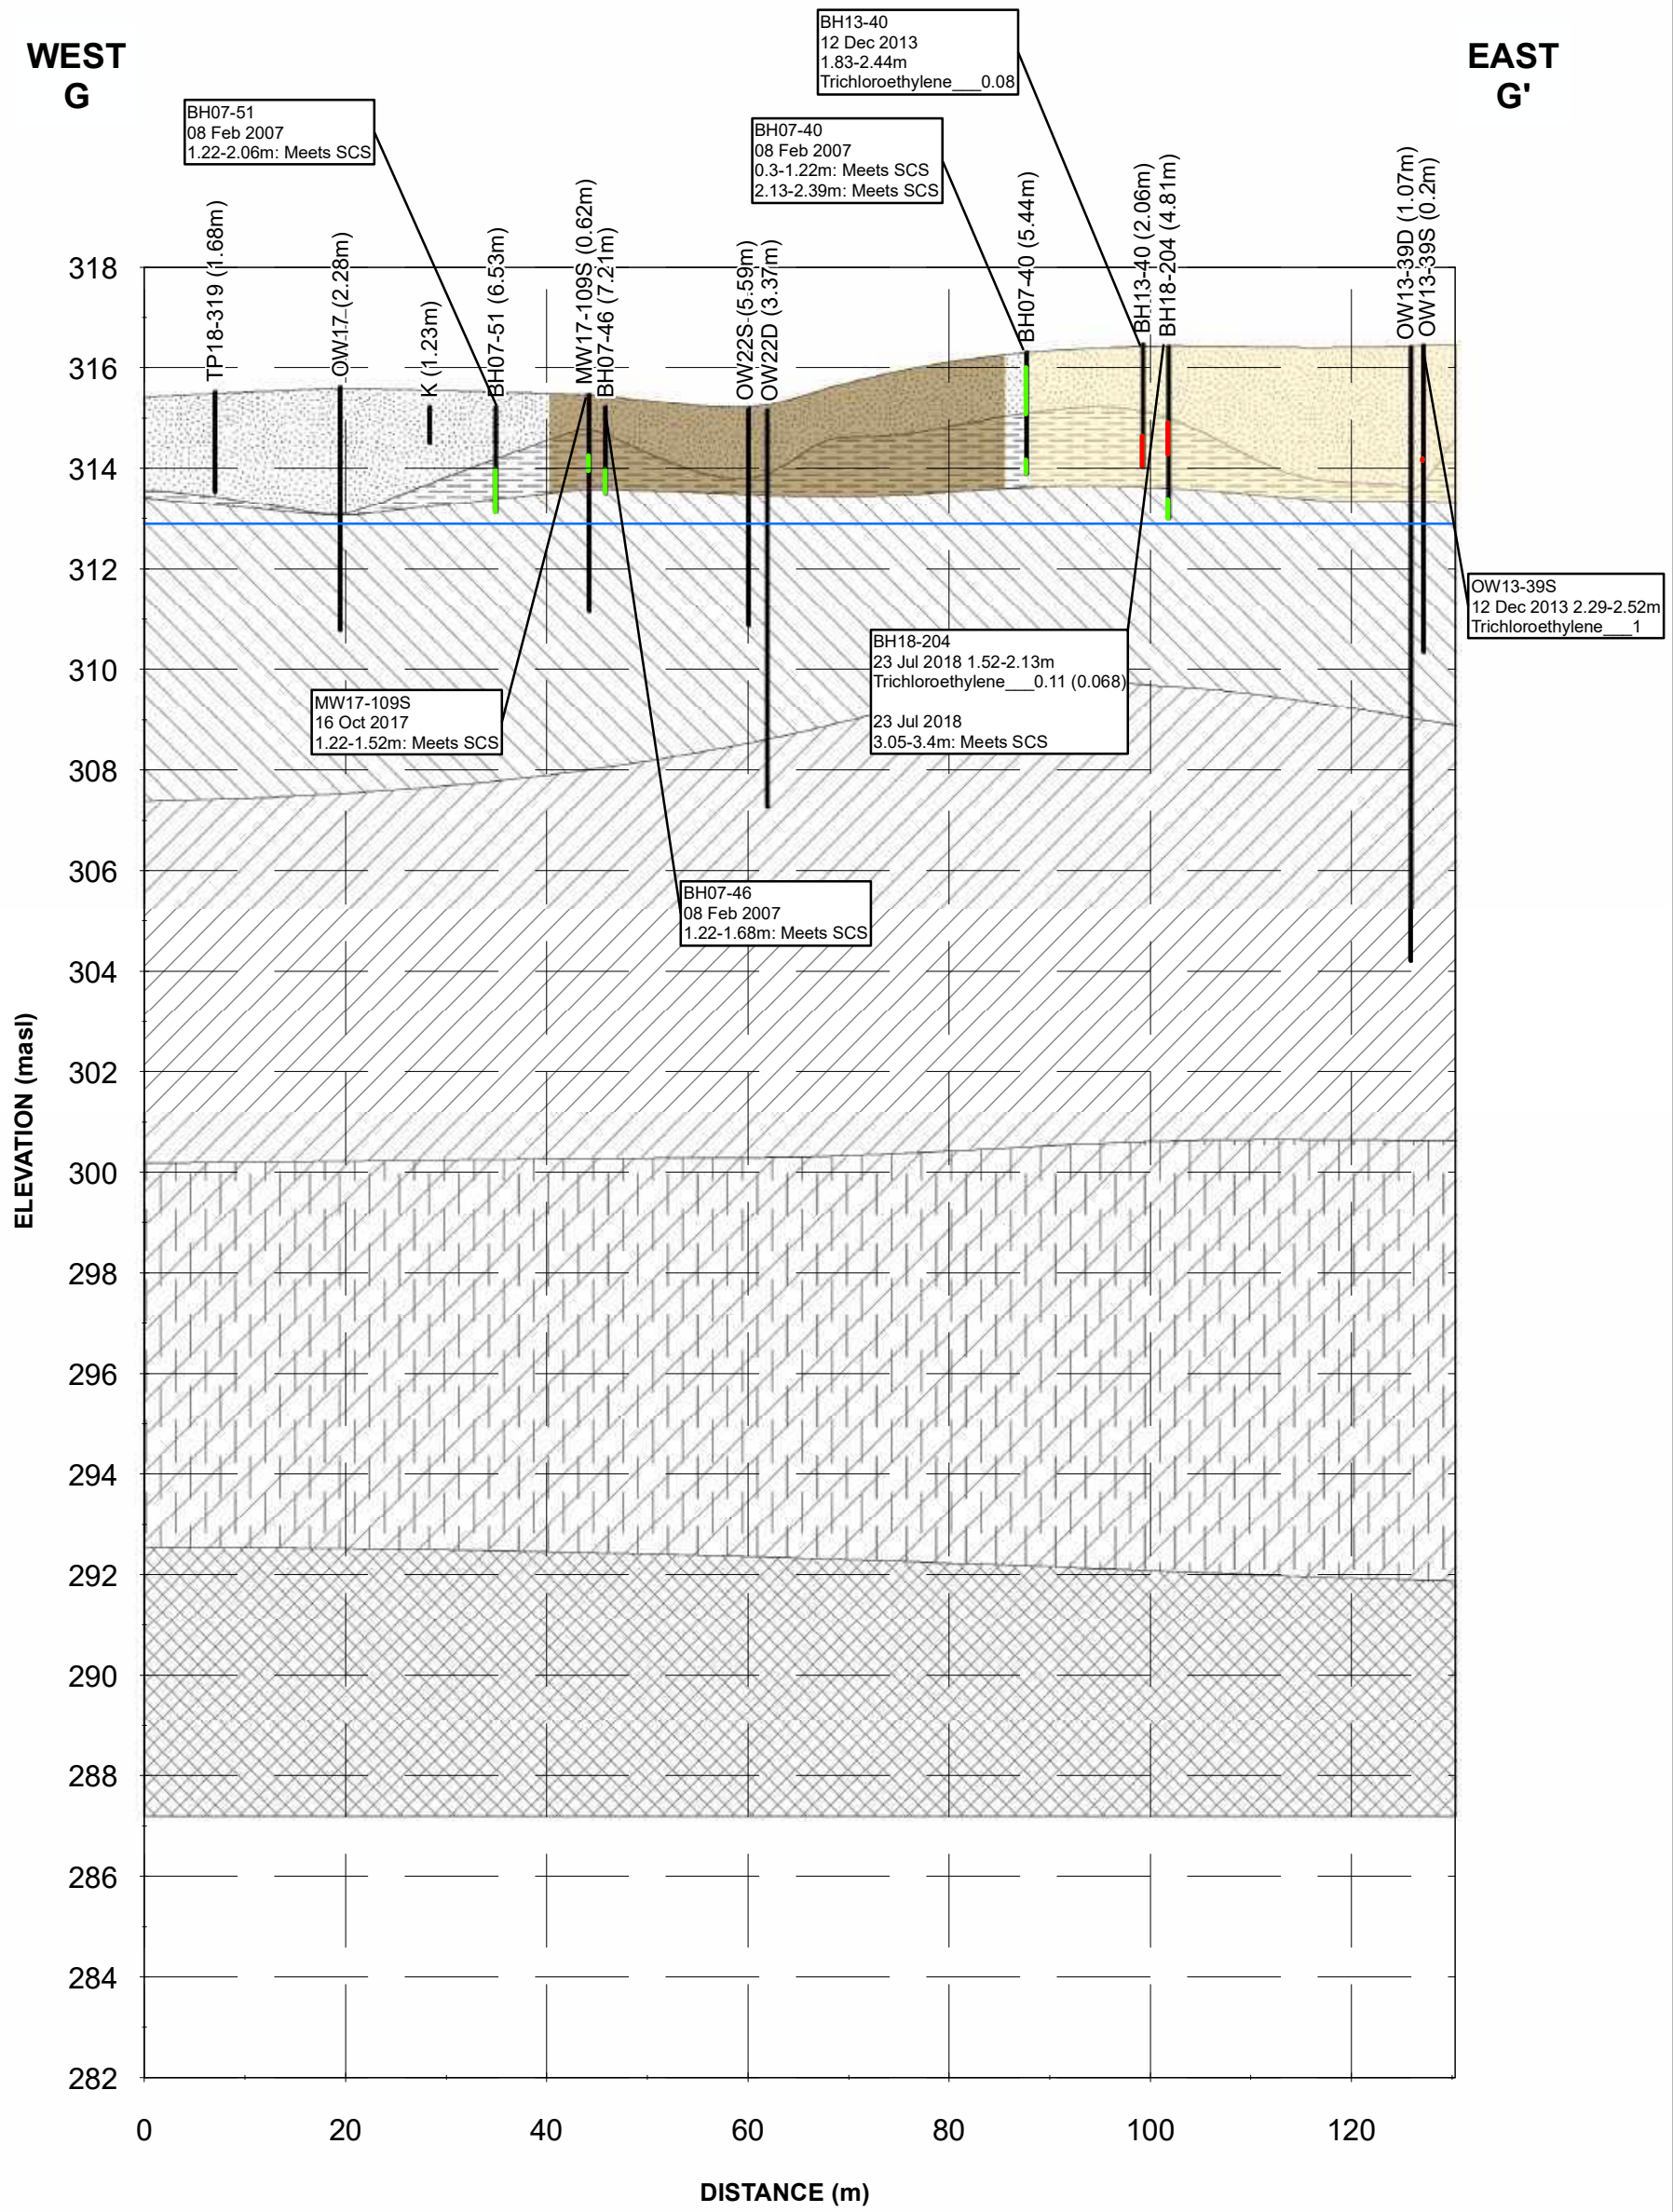 WEST
G
EAST
G'
BH13-40
12 Dec 2013
1.83-2.44m
Trichloroethylene___0.08
BH07-51
08 Feb 2007
1.22-2.06m: Meets SCS
BH07-40
08 Feb 2007
0.3-1.22m: Meets SCS
2.13-2.39m: Meets SCS
TP18-319 (1.68m)
OW17 (2.28m)
K (1.23m)
BH07-51 (6.53m)
MW17-109S (0.62m)
BH07-46 (7.21m)
OW22S (5.59m)
OW22D (3.37m)
BH07-40 (5.44m)
BH13-40 (2.06m)
BH18-204 (4.81m)
OW13-39D (1.07m)
OW13-39S (0.2m)
OW13-39S
12 Dec 2013 2.29-2.52m
Trichloroethylene___1
BH18-204
23 Jul 2018 1.52-2.13m
Trichloroethylene___0.11 (0.068)
23 Jul 2018
3.05-3.4m: Meets SCS
MW17-109S
16 Oct 2017
1.22-1.52m: Meets SCS
BH07-46
08 Feb 2007
1.22-1.68m: Meets SCS
318
316
314
312
310
308
306
304
302
300
298
296
294
292
290
288
286
284
282
ELEVATION (masl)
0
20
40
60
80
100
120
DISTANCE (m)